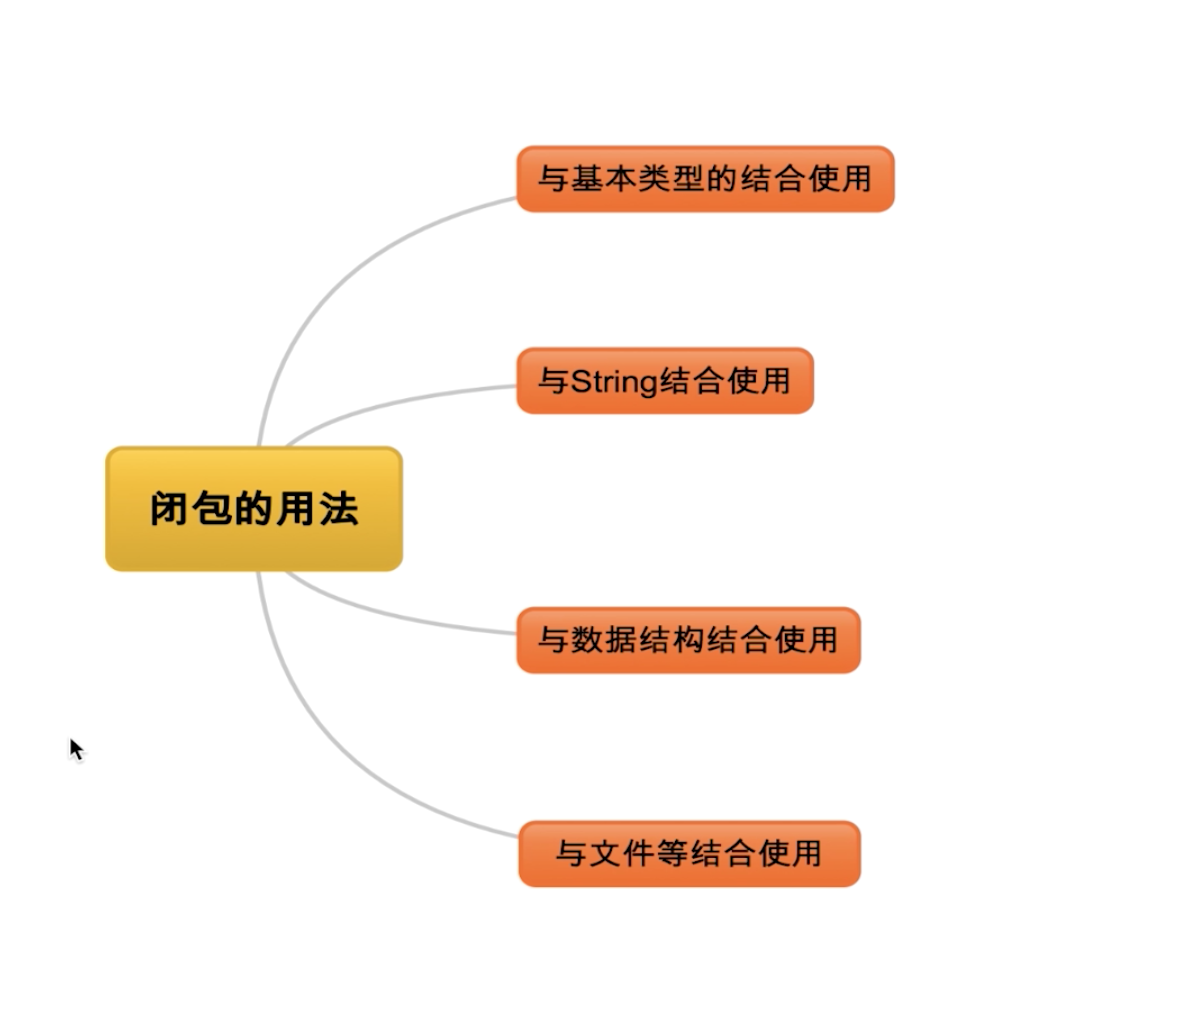 与基本类型的结合使用
与String结合使用
闭包的用法
与数据结构结合使用
与文件等结合使用